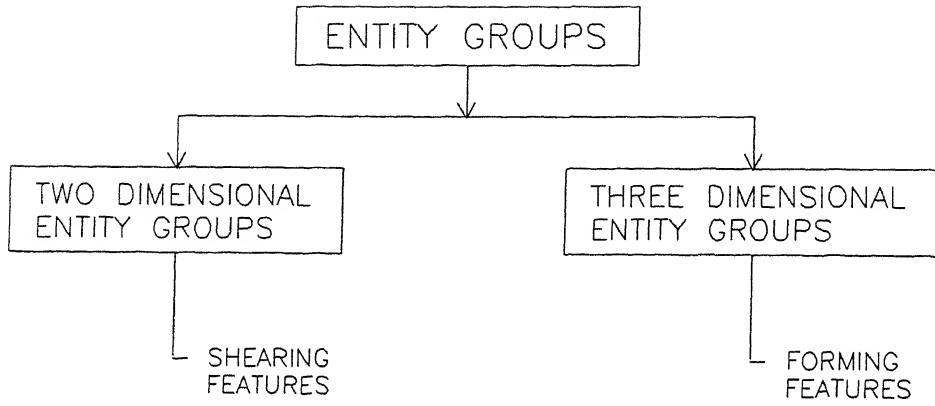 ENTITY GROUPS
TWO DIMENSIONAL
ENTITY GROUPS
THREE DIMENSIONAL
ENTITY GROUPS
SHEARING
FEATURES
FORMING
FEATURES